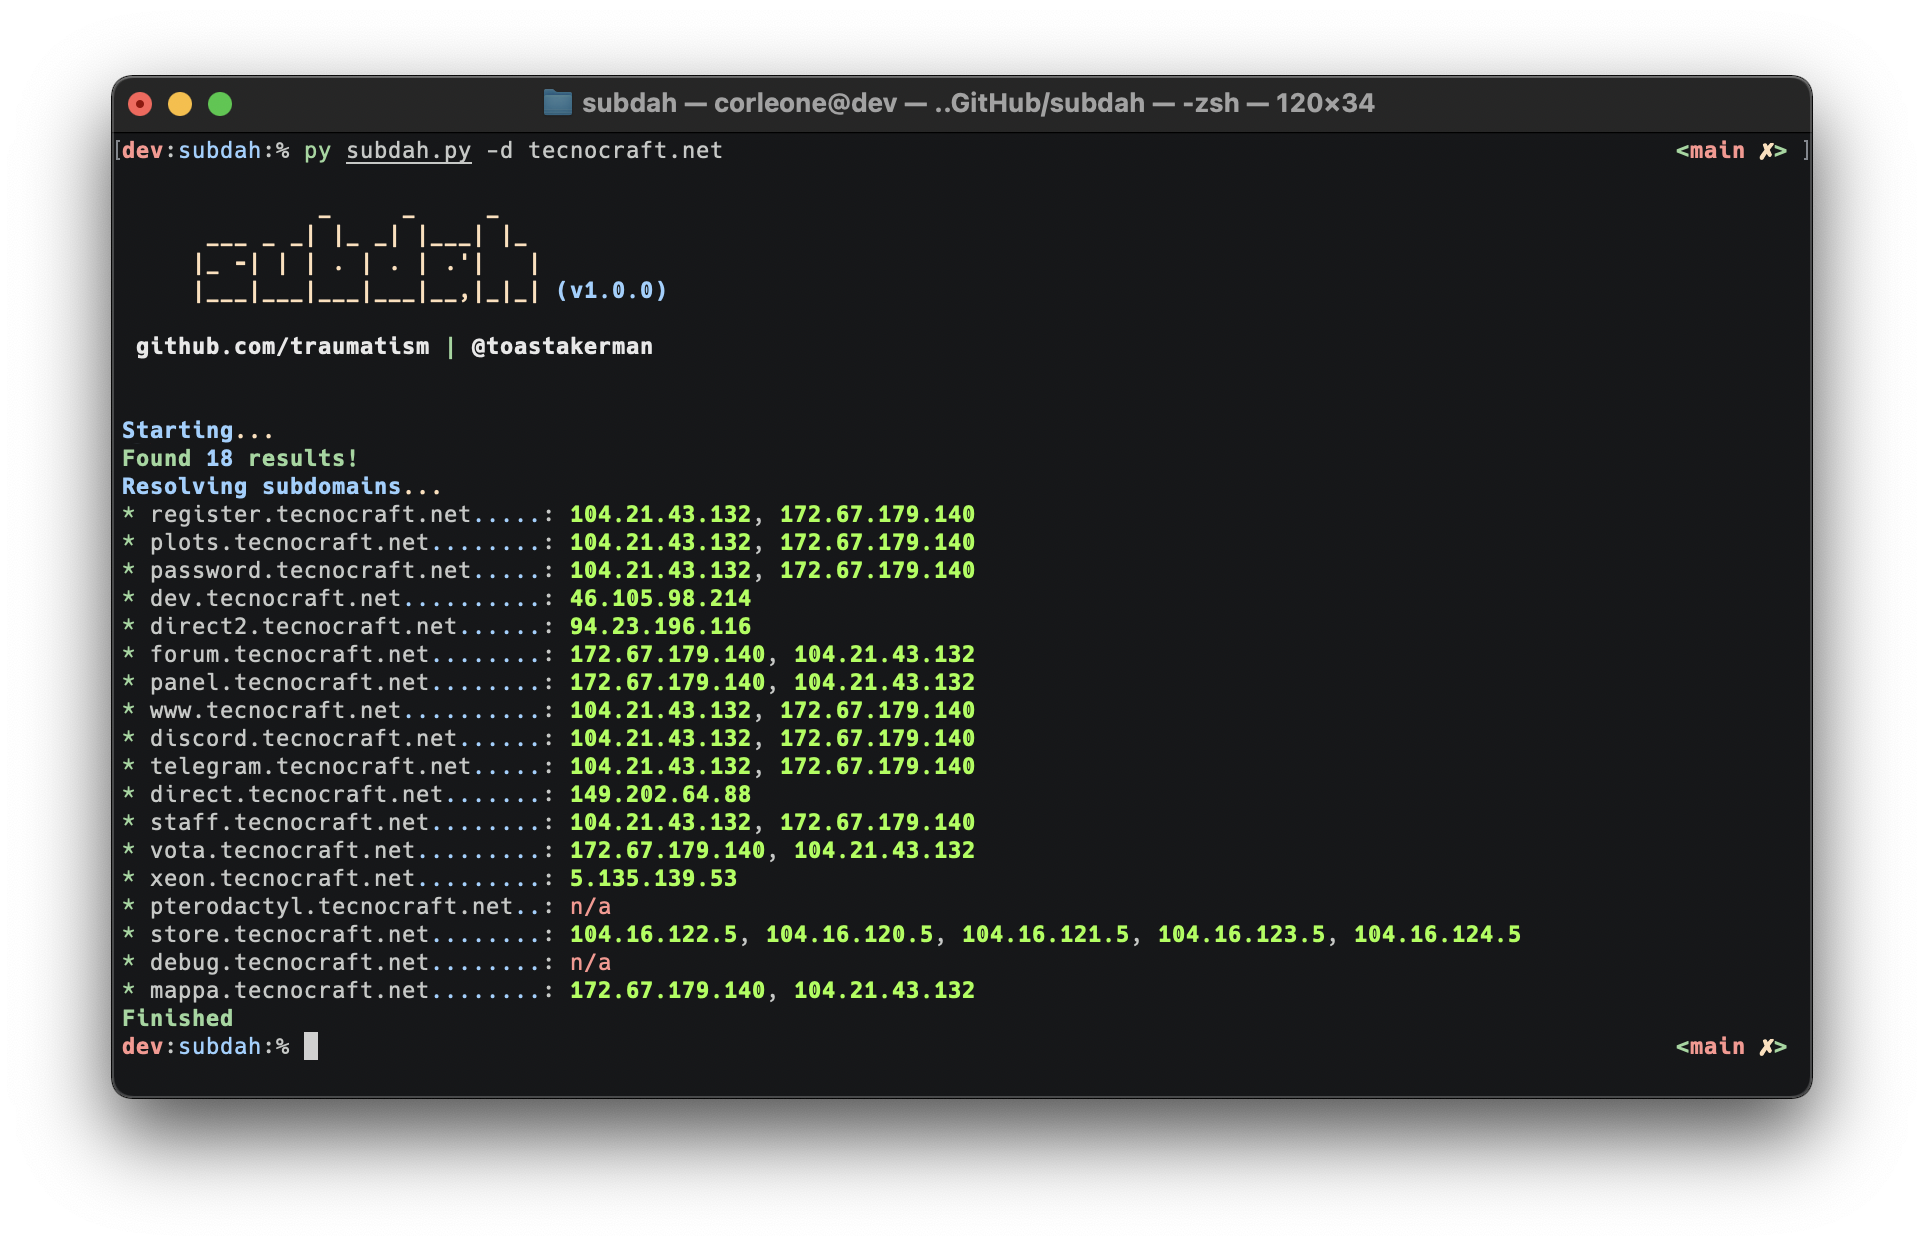 subdah — corleone@dev — ..GitHub/subdah — -zsh — 120×34
[dev:subdah:% py subdah.py -d tecnocraft.net <main ✗> ]
             _     _     _
     ___ _ _| |_ _| |___| |_
    |_ -| | | . | . | .'|   |
    |___|___|___|___|__,|_|_| (v1.0.0)
github.com/traumatism | @toastakerman
Starting...
Found 18 results!
Resolving subdomains...
* register.tecnocraft.net.....: 104.21.43.132, 172.67.179.140
* plots.tecnocraft.net........: 104.21.43.132, 172.67.179.140
* password.tecnocraft.net.....: 104.21.43.132, 172.67.179.140
* dev.tecnocraft.net..........: 46.105.98.214
* direct2.tecnocraft.net......: 94.23.196.116
* forum.tecnocraft.net........: 172.67.179.140, 104.21.43.132
* panel.tecnocraft.net........: 172.67.179.140, 104.21.43.132
* www.tecnocraft.net..........: 104.21.43.132, 172.67.179.140
* discord.tecnocraft.net......: 104.21.43.132, 172.67.179.140
* telegram.tecnocraft.net.....: 104.21.43.132, 172.67.179.140
* direct.tecnocraft.net.......: 149.202.64.88
* staff.tecnocraft.net........: 104.21.43.132, 172.67.179.140
* vota.tecnocraft.net.........: 172.67.179.140, 104.21.43.132
* xeon.tecnocraft.net.........: 5.135.139.53
* pterodactyl.tecnocraft.net..: n/a
* store.tecnocraft.net........: 104.16.122.5, 104.16.120.5, 104.16.121.5, 104.16.123.5, 104.16.124.5
* debug.tecnocraft.net........: n/a
* mappa.tecnocraft.net........: 172.67.179.140, 104.21.43.132
Finished
dev:subdah:% <main ✗>